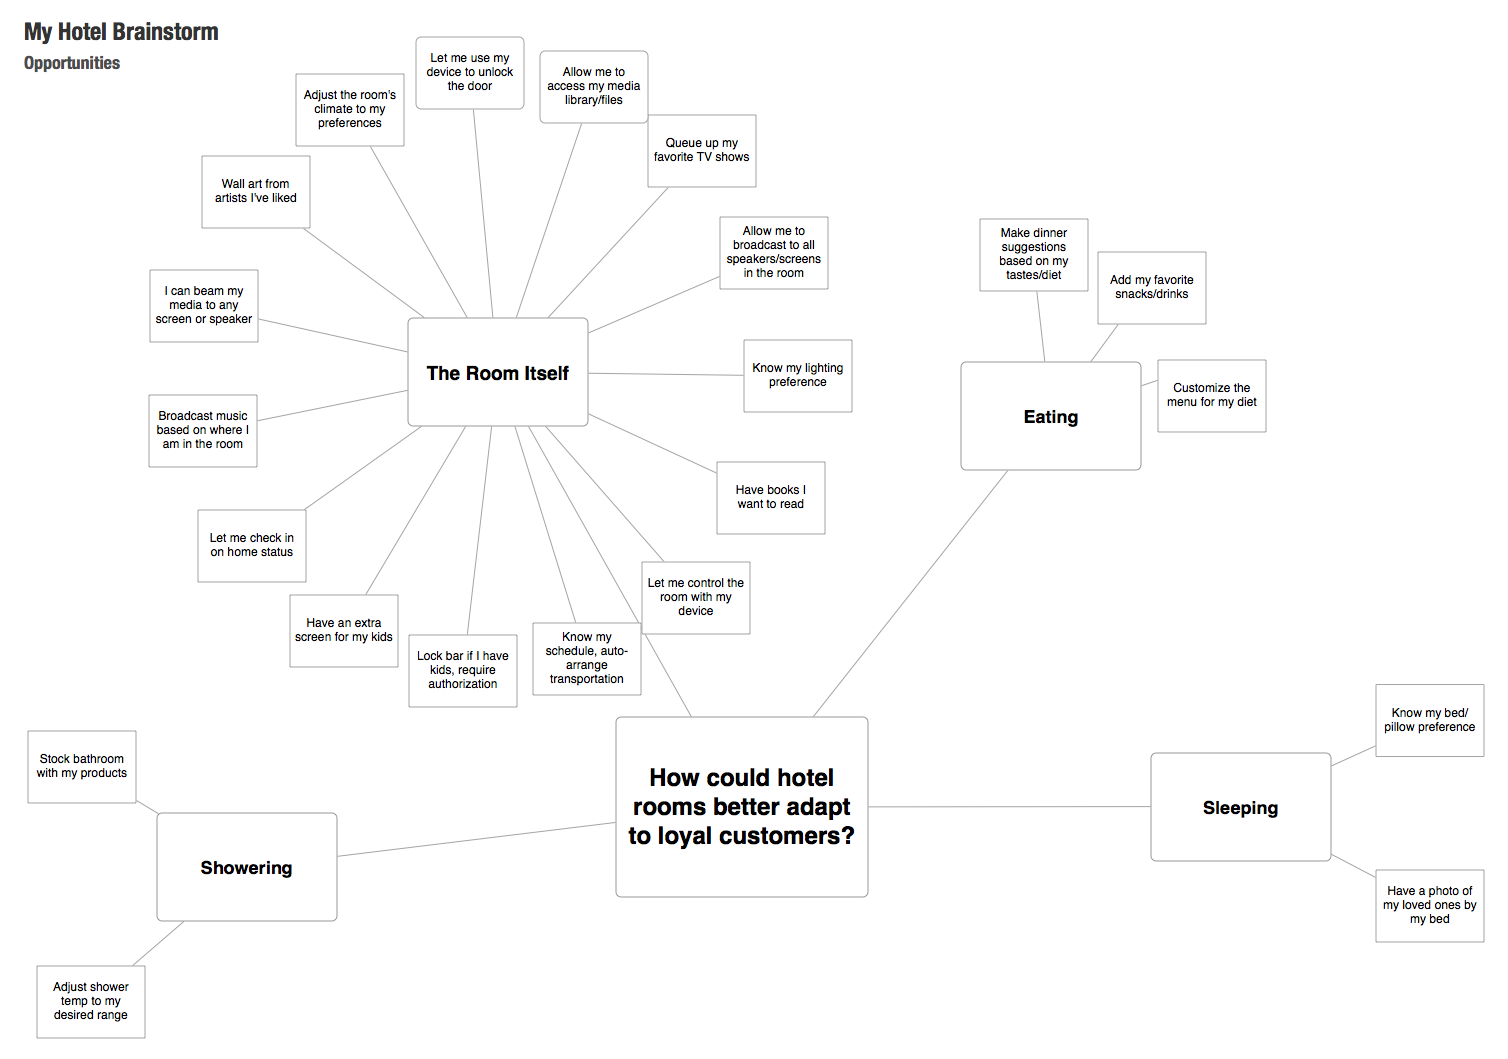 My Hotel Brainstorm
Opportunities
Let me use my
device to unlock
the door
Allow me to
access my media
library/files
Adjust the room's
climate to my
preferences
Queue up my
favorite TV shows
Wall art from
artists I've liked
Allow me to
broadcast to all
speakers/screens
in the room
Make dinner
suggestions
based on my
tastes/diet
Add my favorite
snacks/drinks
I can beam my
media to any
screen or speaker
The Room Itself
Know my lighting
preference
Customize the
menu for my diet
Eating
Broadcast music
based on where I
am in the room
Have books I
want to read
Let me check in
on home status
Let me control the
room with my
device
Have an extra
screen for my kids
Lock bar if I have
kids, require
authorization
Know my
schedule, auto-
arrange
transportation
Know my bed/
pillow preference
Stock bathroom
with my products
How could hotel
rooms better adapt
to loyal customers?
Sleeping
Showering
Have a photo of
my loved ones by
my bed
Adjust shower
temp to my
desired range